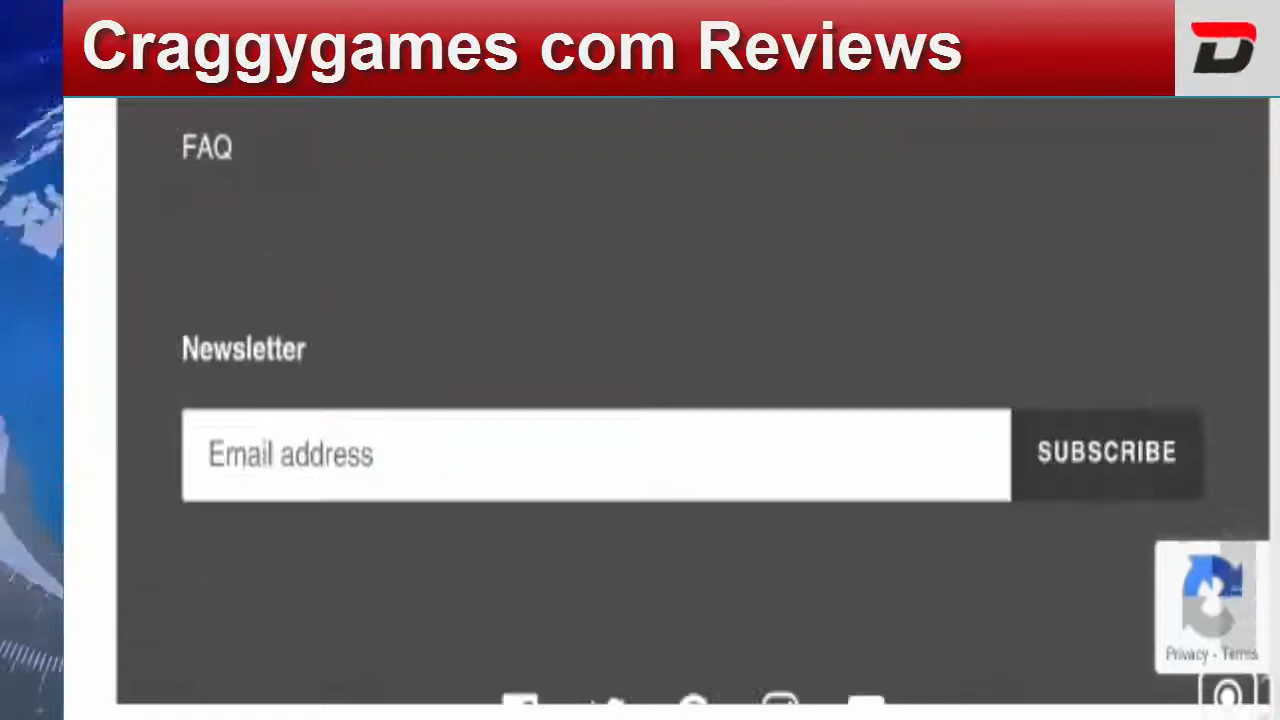 Craggygames com Reviews
FAQ
Newsletter
Email address
SUBSCRIBE
Privacy - Terms